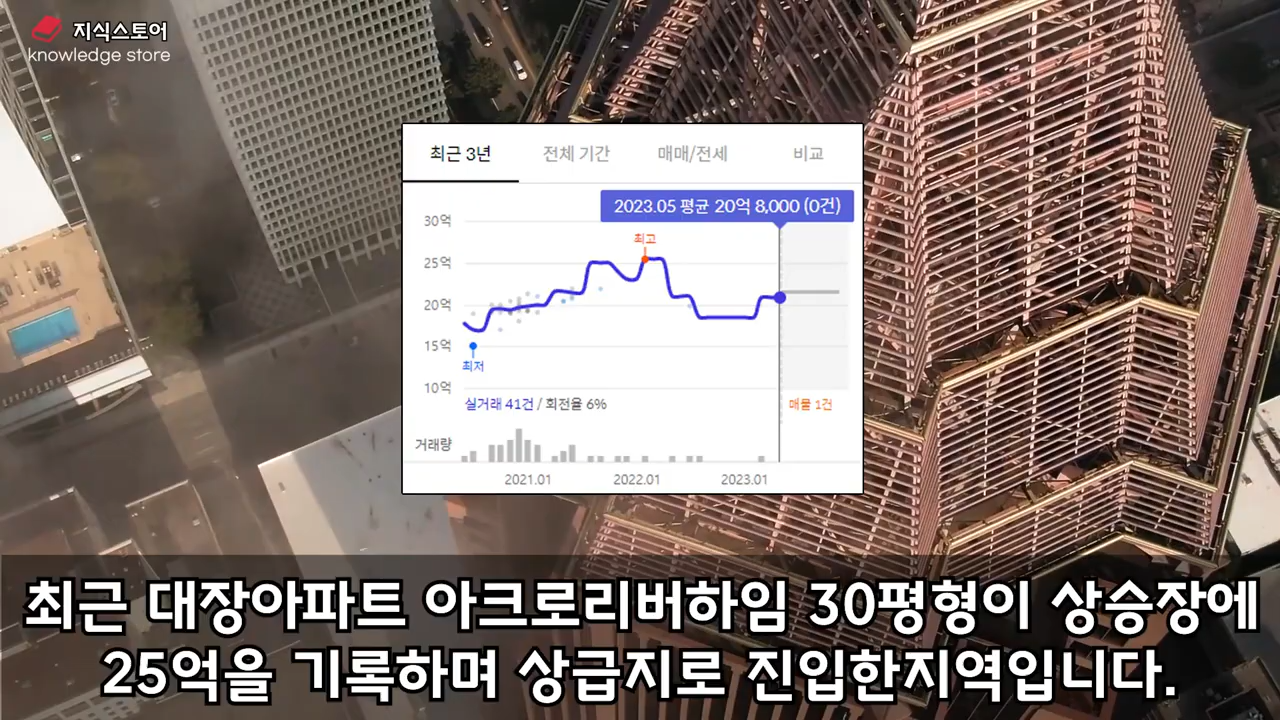 지식스토어
knowledge store
최근 3년 전체 기간 매매/전세 비교
2023.05 평균 20억 8,000 (0건)
30억
최고
25억
20억
15억
최저
10억
실거래 41건 / 회전율 6% 매물 1건
거래량
2021.01 2022.01 2023.01
최근 대장아파트 아크로리버하임 30평형이 상승장에
25억을 기록하며 상급지로 진입한지역입니다.